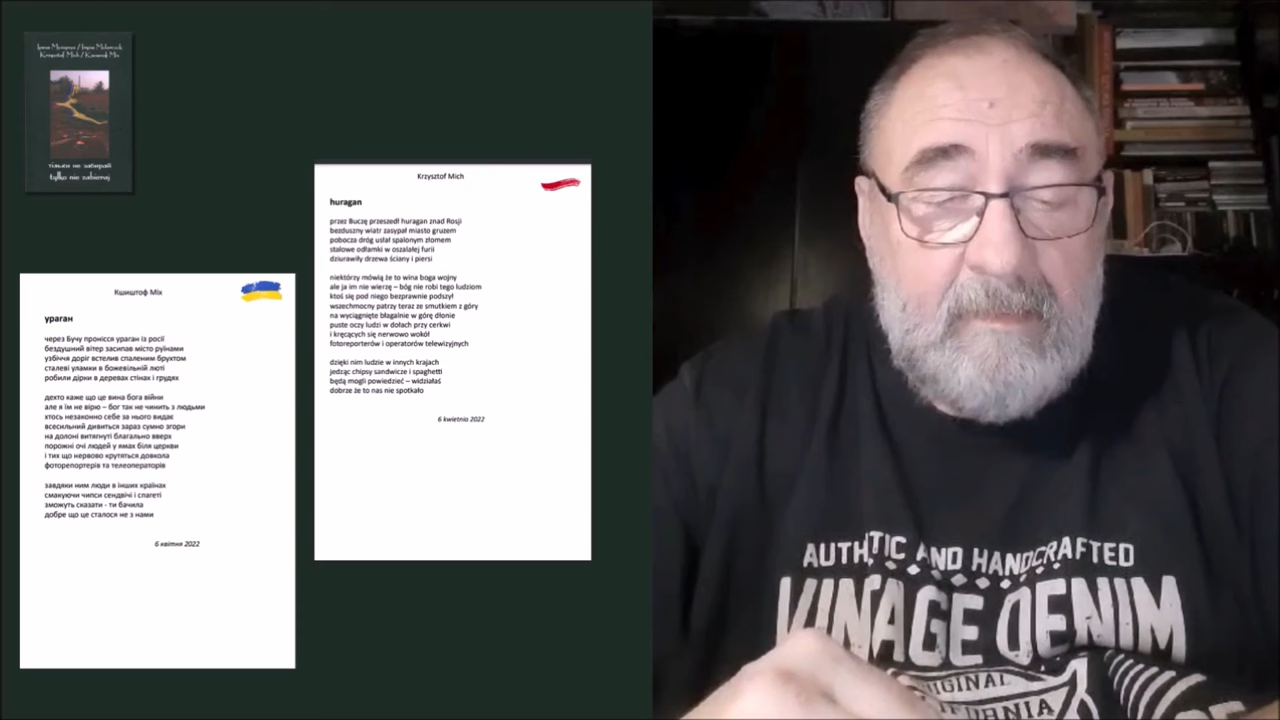 Ірина Мельничук / Iryna Melnyczuk
Krzysztof Mich / Кшиштоф Міх
тільки не забирай
tylko nie zabieraj
Кшиштоф Міх
ураган
через Бучу пронісся ураган із росії
бездушний вітер засипав місто руїнами
узбіччя доріг встелив спаленим брухтом
сталеві уламки в божевільній люті
робили дірки в деревах стінах і грудях
дехто каже що це вина бога війни
але я їм не вірю – бог так не чинить з людьми
хтось незаконно себе за нього видає
всесильний дивиться зараз сумно згори
на долоні витягнуті благально вверх
порожні очі людей у ямах біля церкви
і тих що нервово крутяться довкола
фоторепортерів та телеоператорів
завдяки ним люди в інших країнах
смакуючи чипси сендвічі і спагеті
зможуть сказати - ти бачила
добре що це сталося не з нами
6 квітня 2022
Krzysztof Mich
huragan
przez Buczę przeszedł huragan znad Rosji
bezduszny wiatr zasypał miasto gruzem
pobocza dróg usłał spalonym złomem
stalowe odłamki w oszalałej furii
dziurawiły drzewa ściany i piersi
niektórzy mówią że to wina boga wojny
ale ja im nie wierzę – bóg nie robi tego ludziom
ktoś się pod niego bezprawnie podszył
wszechmocny patrzy teraz ze smutkiem z góry
na wyciągnięte błagalnie w górę dłonie
puste oczy ludzi w dołach przy cerkwi
i kręcących się nerwowo wokół
fotoreporterów i operatorów telewizyjnych
dzięki nim ludzie w innych krajach
jedząc chipsy sandwicze i spaghetti
będą mogli powiedzieć – widziałaś
dobrze że to nas nie spotkało
6 kwietnia 2022
AUTHTIC AND HANDCRAFTED
VINTAGE DENIM